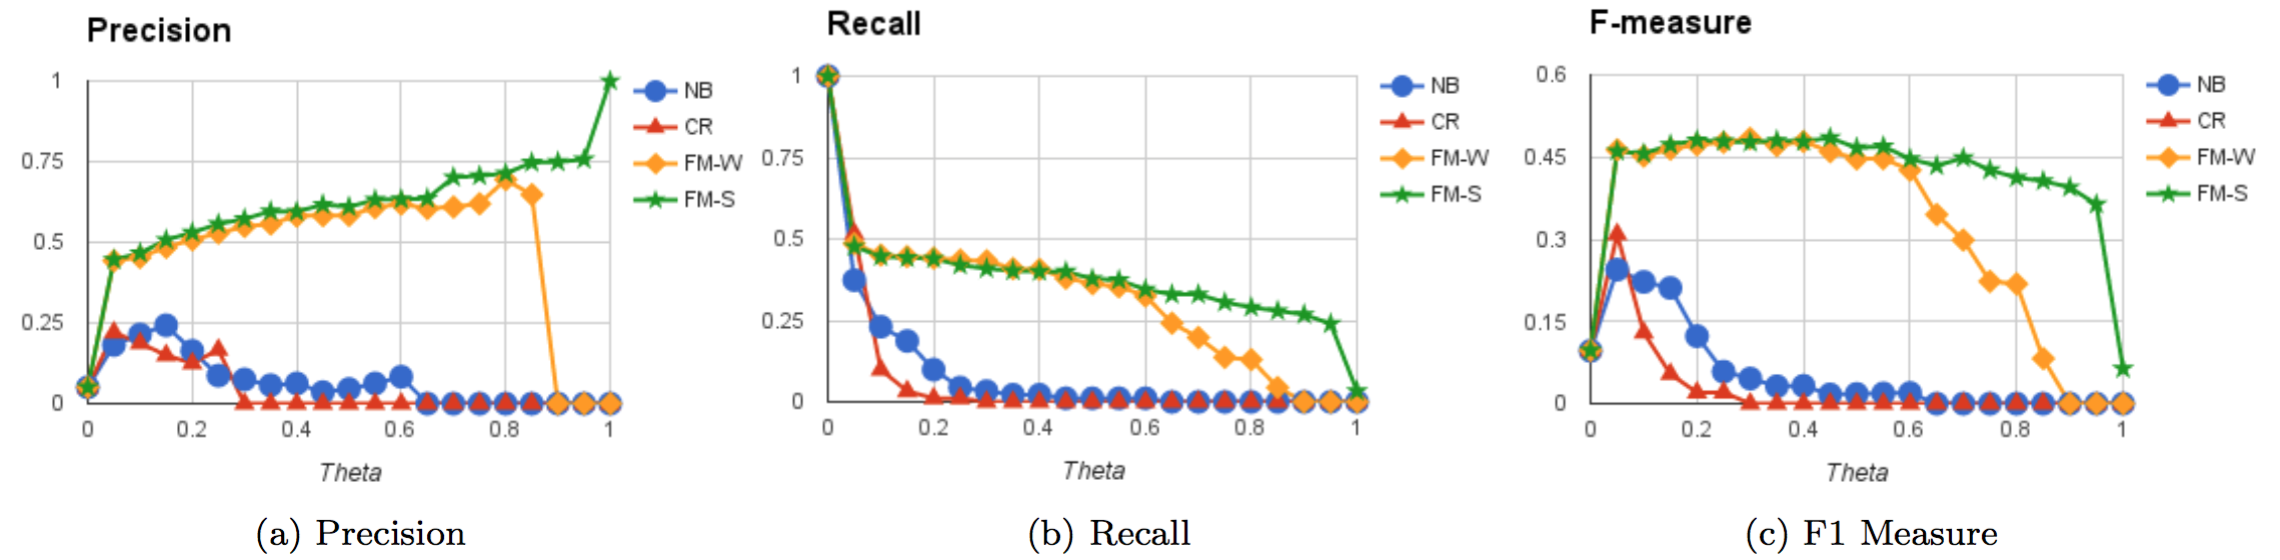 Precision
1
0.75
0.5
0.25
0
0 0.2 0.4 0.6 0.8 1
Theta
NB
CR
FM-W
FM-S
(a) Precision
Recall
1
0.75
0.5
0.25
0
0 0.2 0.4 0.6 0.8 1
Theta
NB
CR
FM-W
FM-S
(b) Recall
F-measure
0.6
0.45
0.3
0.15
0
0 0.2 0.4 0.6 0.8 1
Theta
NB
CR
FM-W
FM-S
(c) F1 Measure